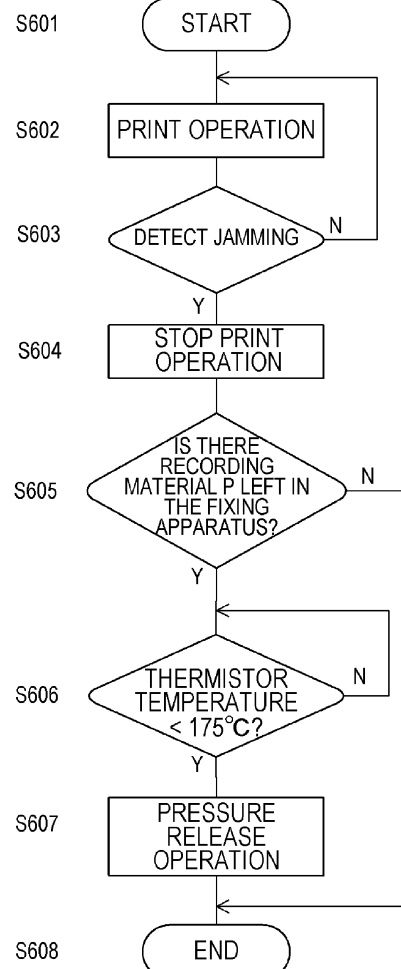 S601 START
S602 PRINT OPERATION
S603 DETECT JAMMING N
Y
S604 STOP PRINT
OPERATION
IS THERE
RECORDING
S605 MATERIAL P LEFT IN N
THE FIXING
APPARATUS?
Y
S606 THERMISTOR N
TEMPERATURE
< 175℃?
Y
S607 PRESSURE
RELEASE
OPERATION
S608 END